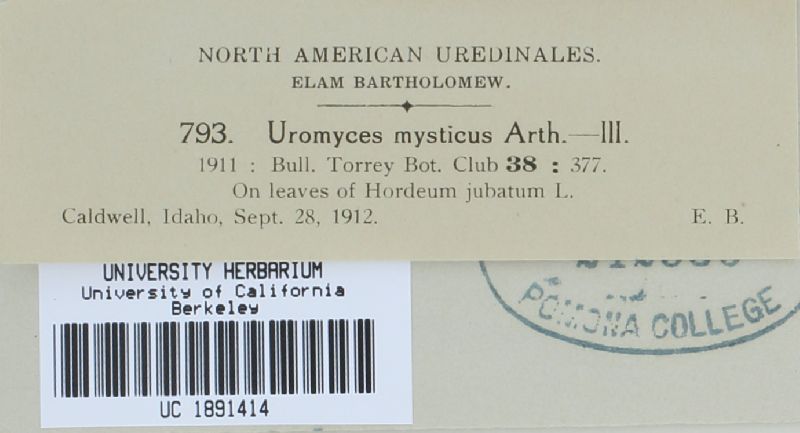 NORTH AMERICAN UREDINALES.
ELAM BARTHOLOMEW.
793. Uromyces mysticus Arth.—III.
1911 : Bull. Torrey Bot. Club 38 : 377.
On leaves of Hordeum jubatum L.
Caldwell, Idaho, Sept. 28, 1912. E. B.
UNIVERSITY HERBARIUM
University of California
Berkeley
UC 1891414
POMONA COLLEGE